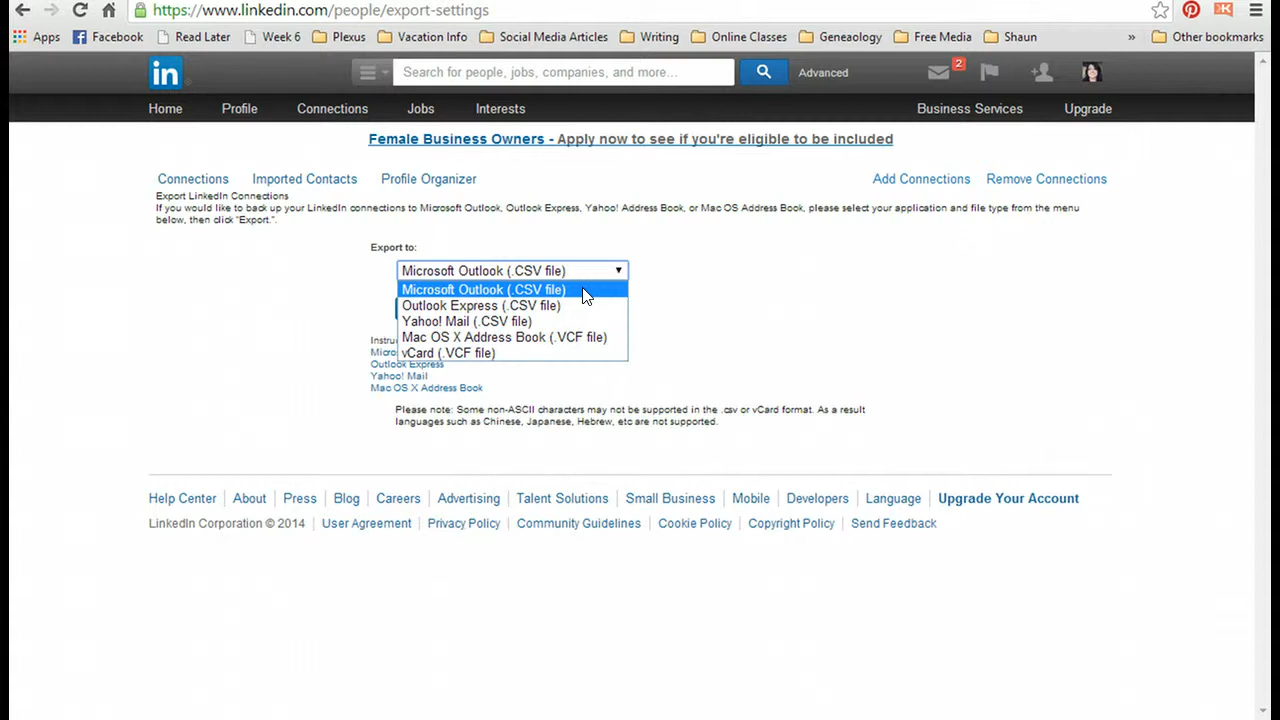 https://www.linkedin.com/people/export-settings
Apps Facebook Read Later Week 6 Plexus Vacation Info Social Media Articles Writing Online Classes Geneaology Free Media Shaun » Other bookmarks
in Search for people, jobs, companies, and more... Advanced 2
Home Profile Connections Jobs Interests Business Services Upgrade
Female Business Owners - Apply now to see if you're eligible to be included
Connections Imported Contacts Profile Organizer Add Connections Remove Connections
Export LinkedIn Connections
If you would like to back up your LinkedIn connections to Microsoft Outlook, Outlook Express, Yahoo! Address Book, or Mac OS Address Book, please select your application and file type from the menu
below, then click "Export.".
Export to:
Microsoft Outlook (.CSV file)
Microsoft Outlook (.CSV file)
Outlook Express (.CSV file)
Yahoo! Mail (.CSV file)
Mac OS X Address Book (.VCF file)
vCard (.VCF file)
Outlook Express
Yahoo! Mail
Mac OS X Address Book
Please note: Some non-ASCII characters may not be supported in the .csv or vCard format. As a result
languages such as Chinese, Japanese, Hebrew, etc are not supported.
Help Center About Press Blog Careers Advertising Talent Solutions Small Business Mobile Developers Language Upgrade Your Account
LinkedIn Corporation © 2014 User Agreement Privacy Policy Community Guidelines Cookie Policy Copyright Policy Send Feedback